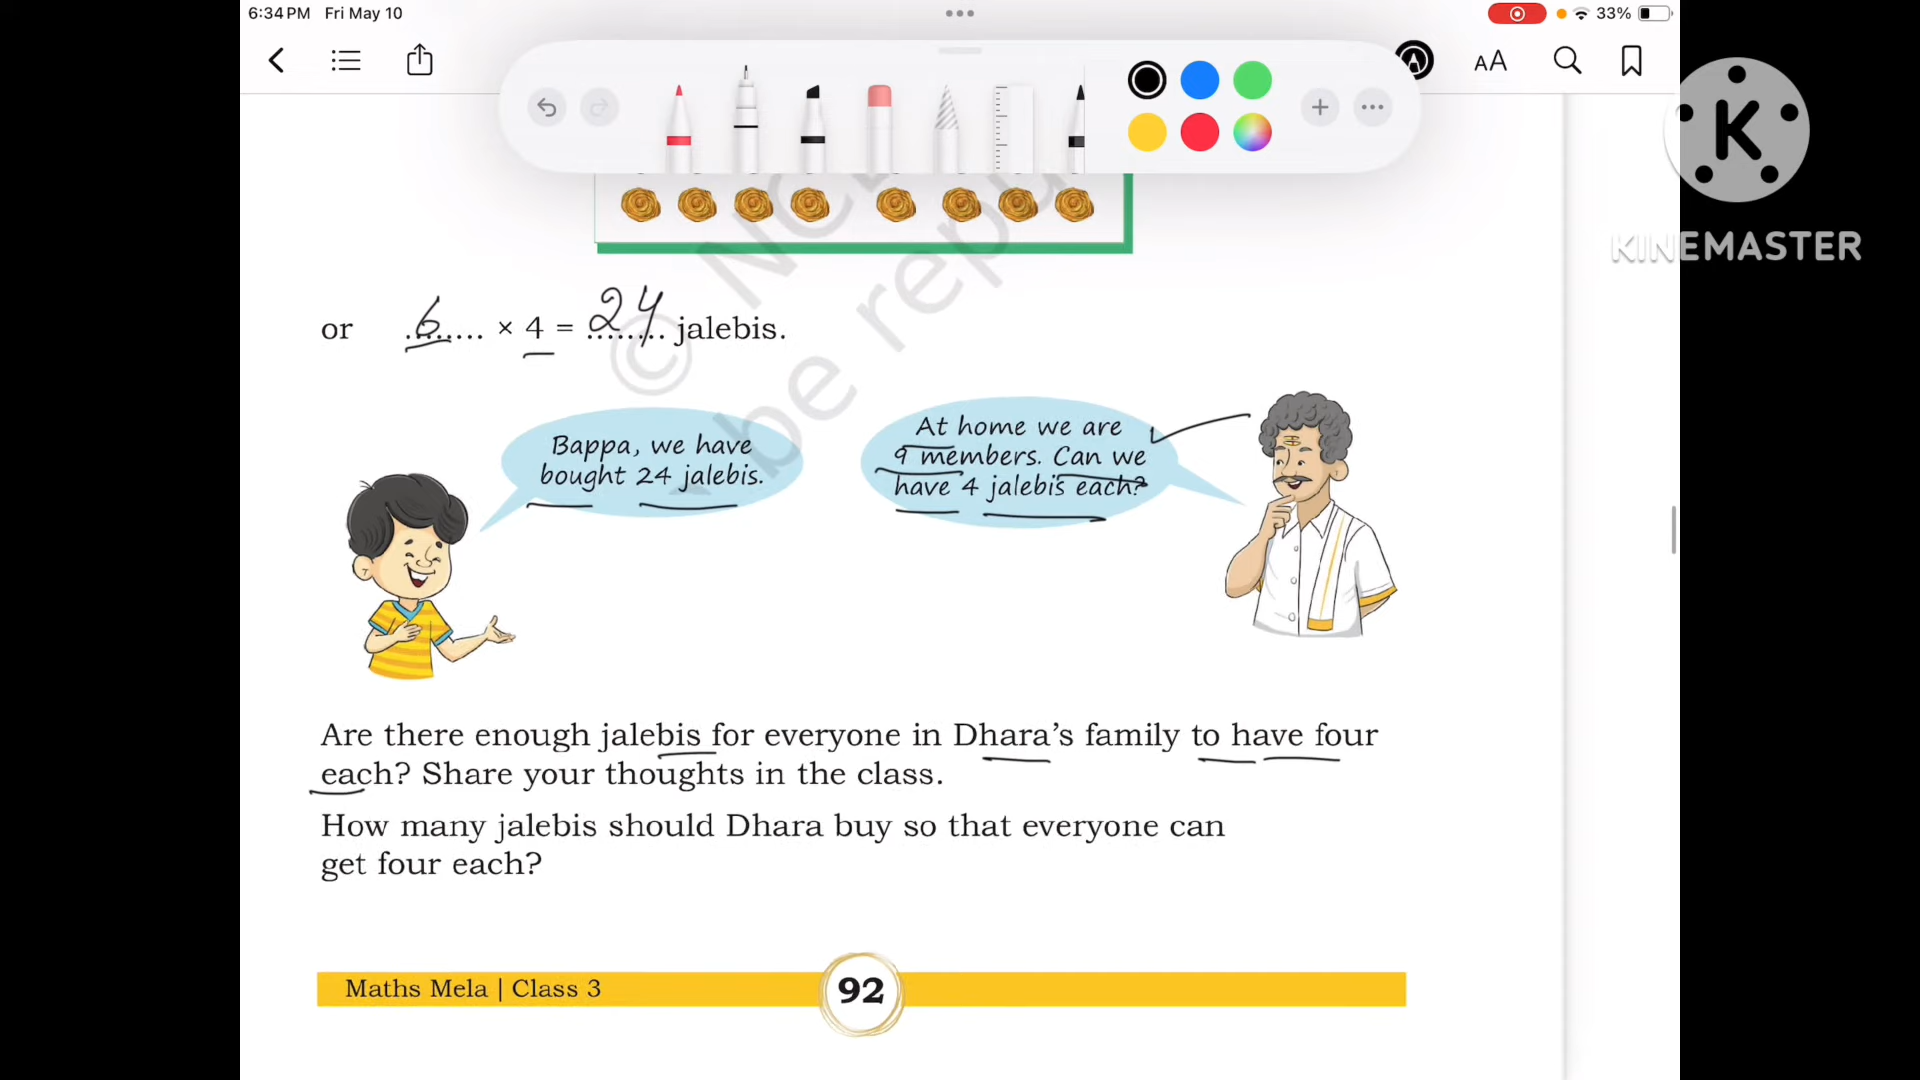 6:34 PM Fri May 10
33%
AA
K
KINEMASTER
© NC
be repu
or 6 × 4 = 24 jalebis.
Bappa, we have
bought 24 jalebis.
At home we are
9 members. Can we
have 4 jalebis each?
Are there enough jalebis for everyone in Dhara's family to have four
each? Share your thoughts in the class.
How many jalebis should Dhara buy so that everyone can
get four each?
Maths Mela | Class 3
92